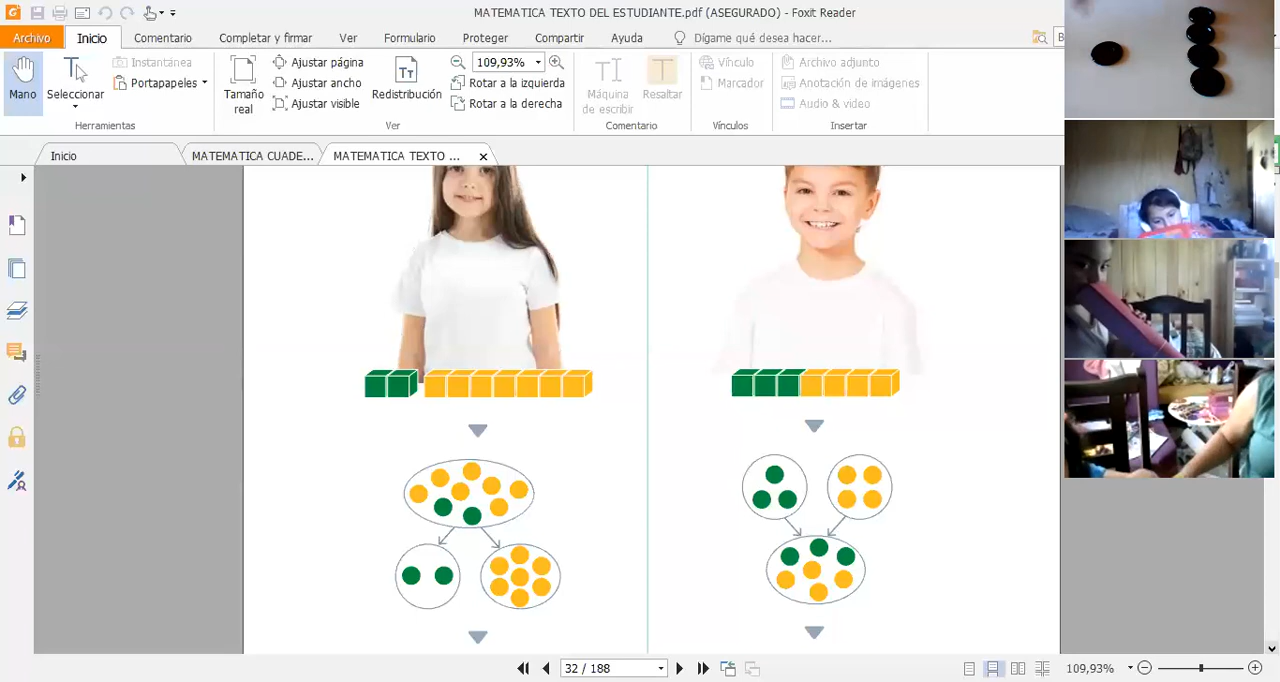 MATEMATICA TEXTO DEL ESTUDIANTE.pdf (ASEGURADO) - Foxit Reader
Archivo Inicio Comentario Completar y firmar Ver Formulario Proteger Compartir Ayuda Dígame qué desea hacer...
Mano
Seleccionar
Instantánea
Portapapeles
Herramientas
Tamaño real
Ajustar página
Ajustar ancho
Ajustar visible
Redistribución
109,93%
Rotar a la izquierda
Rotar a la derecha
Ver
Máquina de escribir
Resaltar
Comentario
Vínculo
Marcador
Vínculos
Archivo adjunto
Anotación de imágenes
Audio & video
Insertar
Inicio MATEMATICA CUADE... MATEMATICA TEXTO ...
32 / 188 109,93%